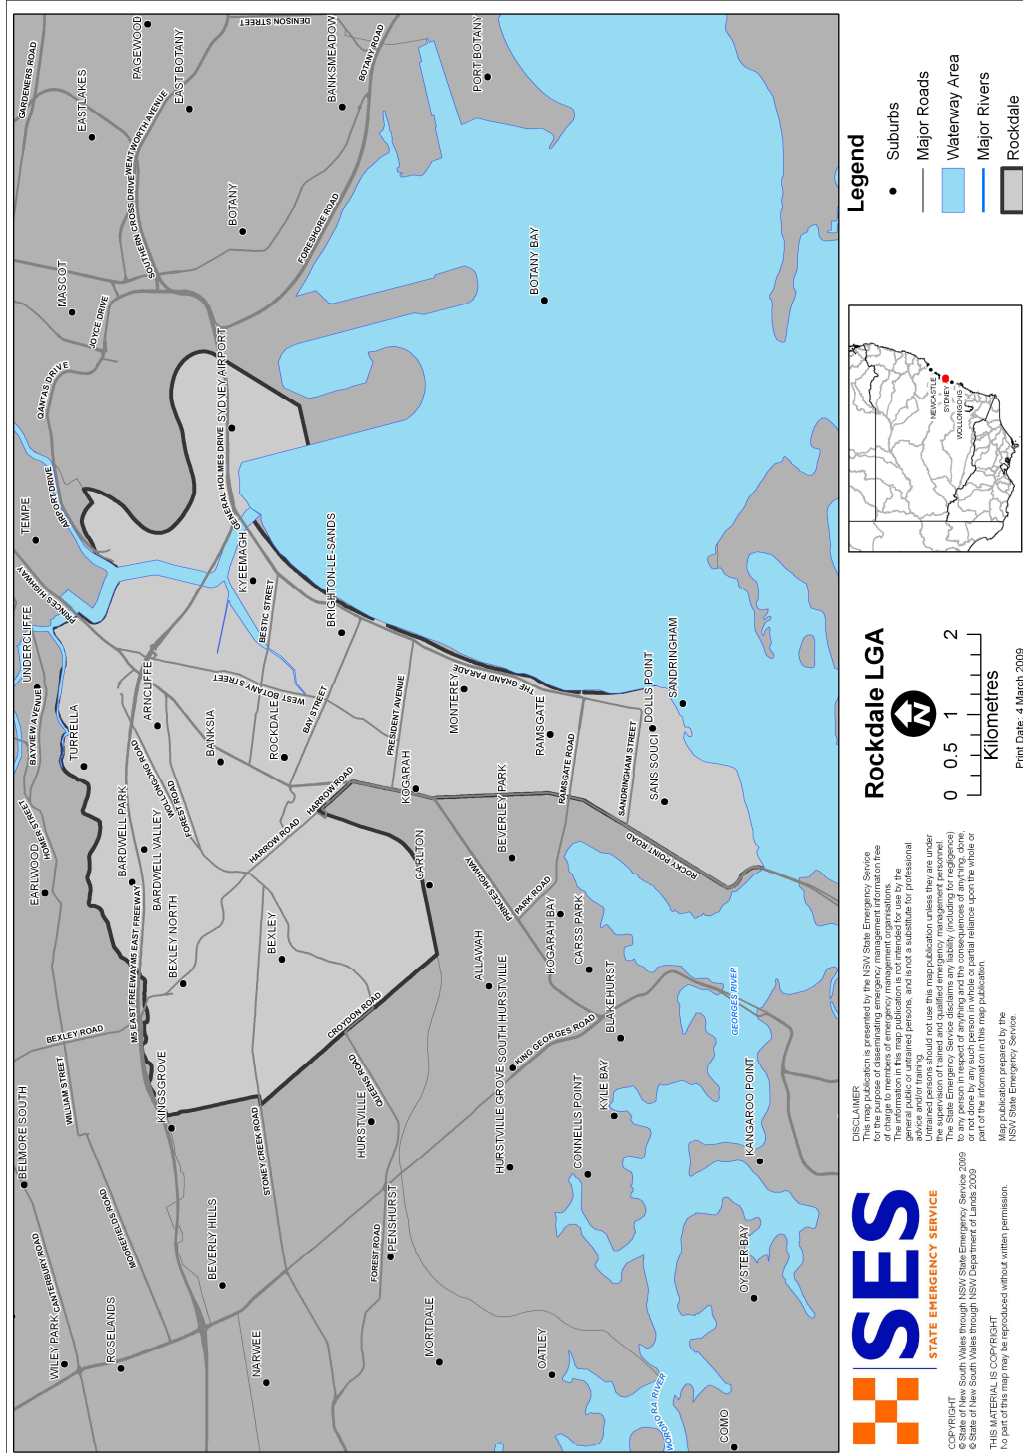 WILEY PARK
CANTERBURY ROAD
BELMORE SOUTH
WILLIAM STREET
BEXLEY ROAD
EARLWOOD
HOMER STREET
BAYVIEW AVENUE
UNDERCLIFFE
PRINCES HIGHWAY
TEMPE
AIRPORT DRIVE
QANTAS DRIVE
MASCOT
JOYCE DRIVE
EASTLAKES
GARDENERS ROAD
PAGEWOOD
ROSELANDS
MOOREFIELDS ROAD
KINGSGROVE
M5 EAST FREEWAY
M5 EAST FREEWAY
BARDWELL PARK
TURRELLA
WOLLONGONG ROAD
ARNCLIFFE
SOUTHERN CROSS DRIVE
WENTWORTH AVENUE
EAST BOTANY
DENISON STREET
BEVERLY HILLS
BEXLEY NORTH
BARDWELL VALLEY
FOREST ROAD
BANKSIA
WEST BOTANY STREET
KYEEMAGH
GENERAL HOLMES DRIVE
SYDNEY AIRPORT
BOTANY
NARWEE
STONEY CREEK ROAD
BEXLEY
HARROW ROAD
ROCKDALE
BESTIC STREET
FORESHORE ROAD
BANKSMEADOW
BOTANY ROAD
HURSTVILLE
QUEENS ROAD
CROYDON ROAD
HARROW ROAD
BAY STREET
BRIGHTON-LE-SANDS
FOREST ROAD
PENSHURST
CARLTON
KOGARAH
PRESIDENT AVENUE
MORTDALE
ALLAWAH
PRINCES HIGHWAY
MONTEREY
THE GRAND PARADE
PORT BOTANY
HURSTVILLE GROVE
SOUTH HURSTVILLE
BEVERLEY PARK
PARK ROAD
RAMSGATE
BOTANY BAY
OATLEY
CONNELLS POINT
KING GEORGES ROAD
KOGARAH BAY
CARSS PARK
RAMSGATE ROAD
KYLE BAY
BLAKEHURST
SANDRINGHAM STREET
ROCKY POINT ROAD
SANS SOUCI
DOLLS POINT
SANDRINGHAM
WORONORA RIVER
COMO
OYSTER BAY
KANGAROO POINT
GEORGES RIVER
SES
STATE EMERGENCY SERVICE
COPYRIGHT
© State of New South Wales through NSW State Emergency Service 2009
© State of New South Wales through NSW Department of Lands 2009
THIS MATERIAL IS COPYRIGHT
No part of this map may be reproduced without written permission.
DISCLAIMER
This map publication is presented by the NSW State Emergency Service
for the purpose of disseminating emergency management information free
of charge to members of emergency management organisations.
The information in this map publication is not intended for use by the
general public or untrained persons, and is not a substitute for professional
advice and/or training.
Untrained persons should not use this map publication unless they are under
the supervision of trained and qualified emergency management personnel.
The State Emergency Service disclaims any liability (including for negligence)
to any person in respect of anything and the consequences of anything, done,
or not done by any such person in whole or partial reliance upon the whole or
part of the information in this map publication.
Map publication prepared by the
NSW State Emergency Service.
Rockdale LGA
N
0 0.5 1 2
Kilometres
Print Date: 4 March 2009
NEWCASTLE
SYDNEY
WOLLONGONG
Legend
Suburbs
Major Roads
Waterway Area
Major Rivers
Rockdale